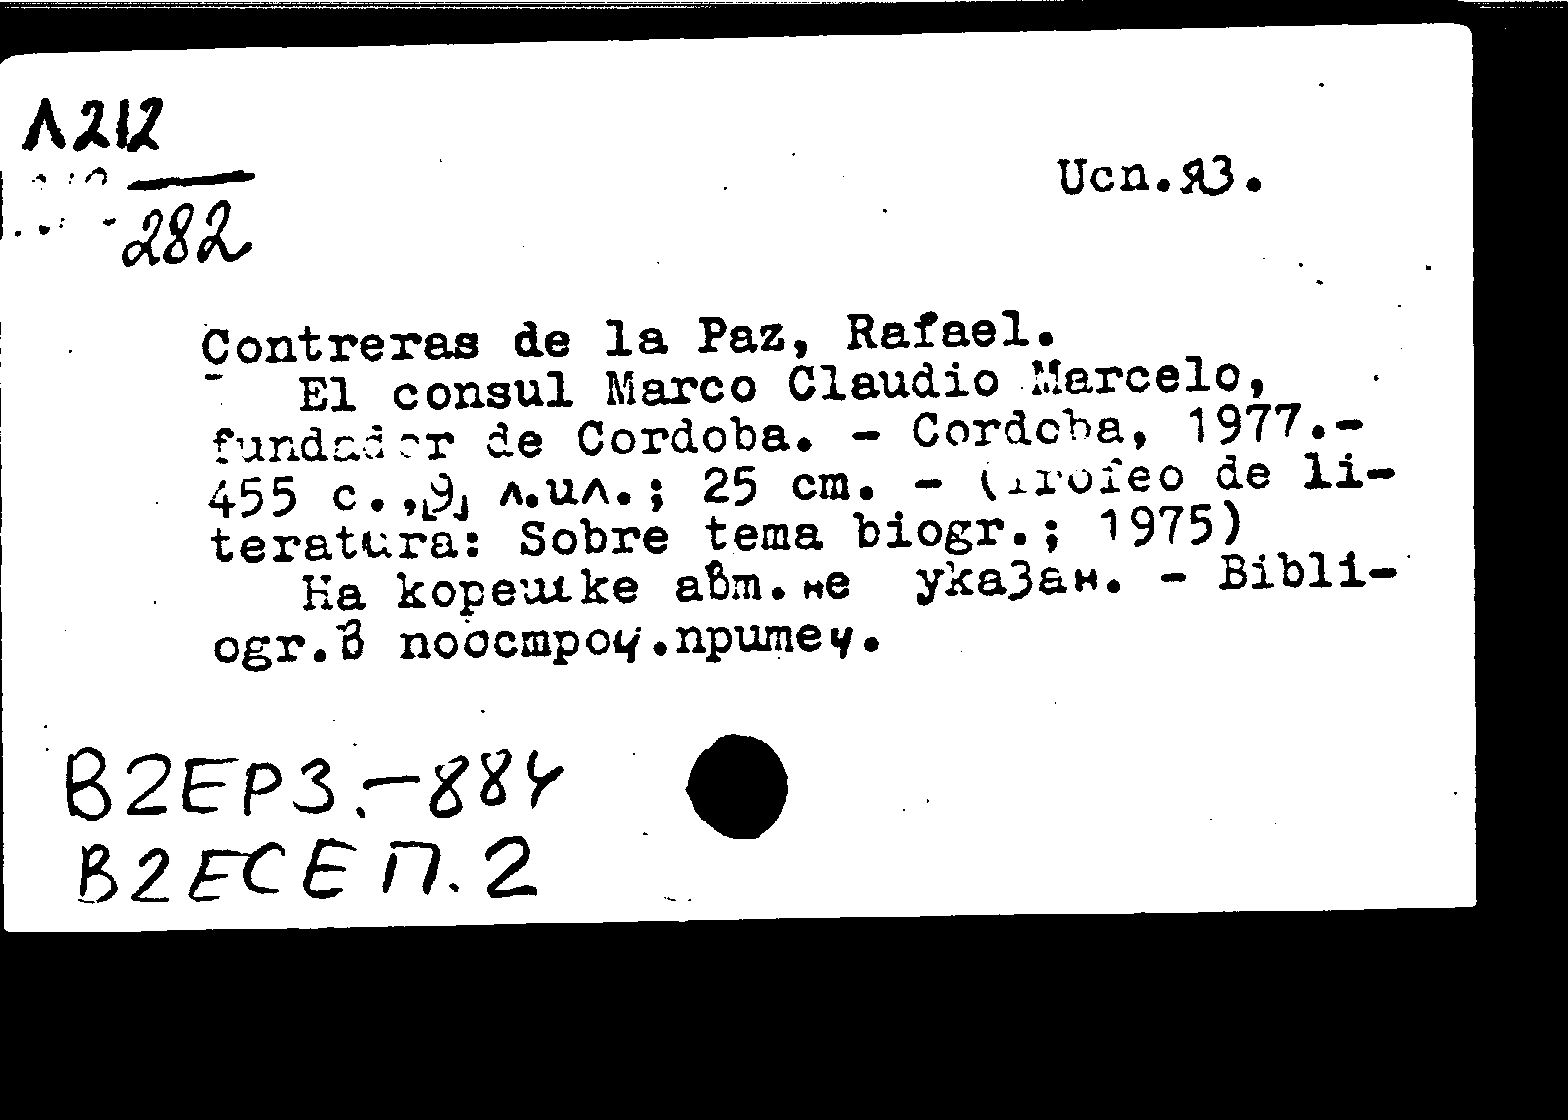 Л212
282
Исп.яз.
Contreras de la Paz, Rafael.
El consul Marco Claudio Marcelo,
fundador de Cordoba. - Cordoba, 1977.-
455 с.,[9] л.ил.; 25 cm. - (Trofeo de li-
teratura: Sobre tema biogr.; 1975)
На корешке авт.не указан. - Bibli-
ogr.в подстроч.примеч.
В2ЕР3.-884
В2ЕСЕ П.2